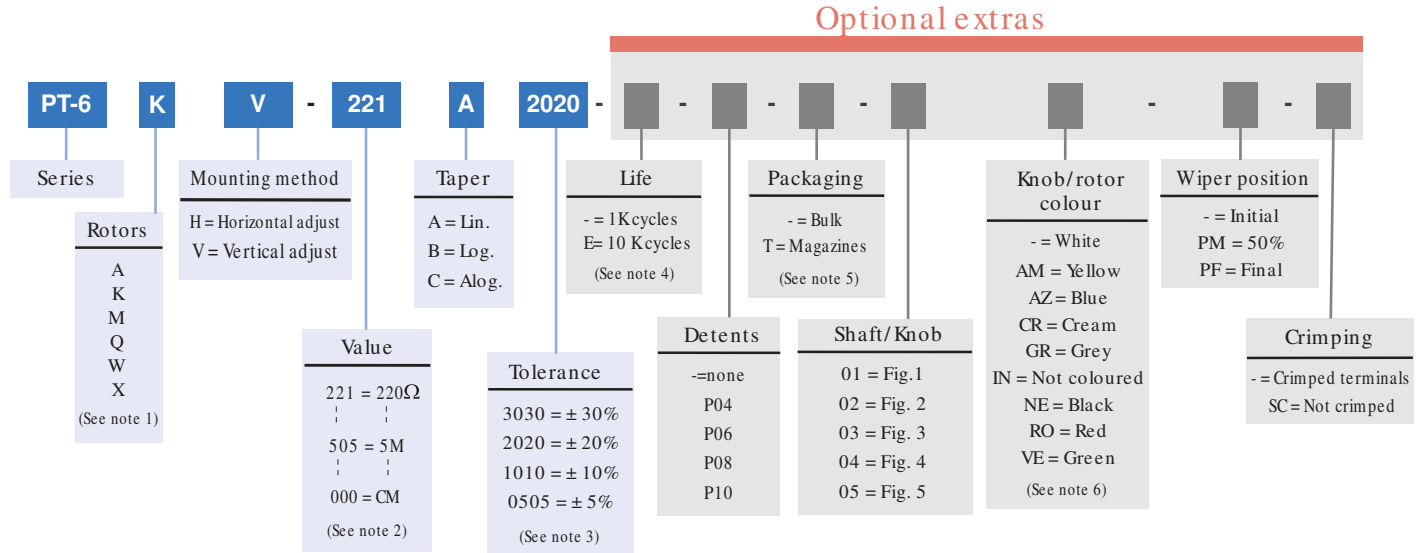 Optional extras
PT-6 K V - 221 A 2020 - - - - - - -
Series
Rotors
A
K
M
Q
W
X
(See note 1)
Mounting method
H = Horizontal adjust
V = Vertical adjust
Value
221 = 220Ω
505 = 5M
000 = CM
(See note 2)
Taper
A = Lin.
B = Log.
C = Alog.
Tolerance
3030 = ± 30%
2020 = ± 20%
1010 = ± 10%
0505 = ± 5%
(See note 3)
Life
- = 1Kcycles
E= 10 Kcycles
(See note 4)
Detents
-=none
P04
P06
P08
P10
Packaging
- = Bulk
T = Magazines
(See note 5)
Shaft/Knob
01 = Fig.1
02 = Fig. 2
03 = Fig. 3
04 = Fig. 4
05 = Fig. 5
Knob/rotor
colour
- = White
AM = Yellow
AZ = Blue
CR = Cream
GR = Grey
IN = Not coloured
NE = Black
RO = Red
VE = Green
(See note 6)
Wiper position
- = Initial
PM = 50%
PF = Final
Crimping
- = Crimped terminals
SC = Not crimped